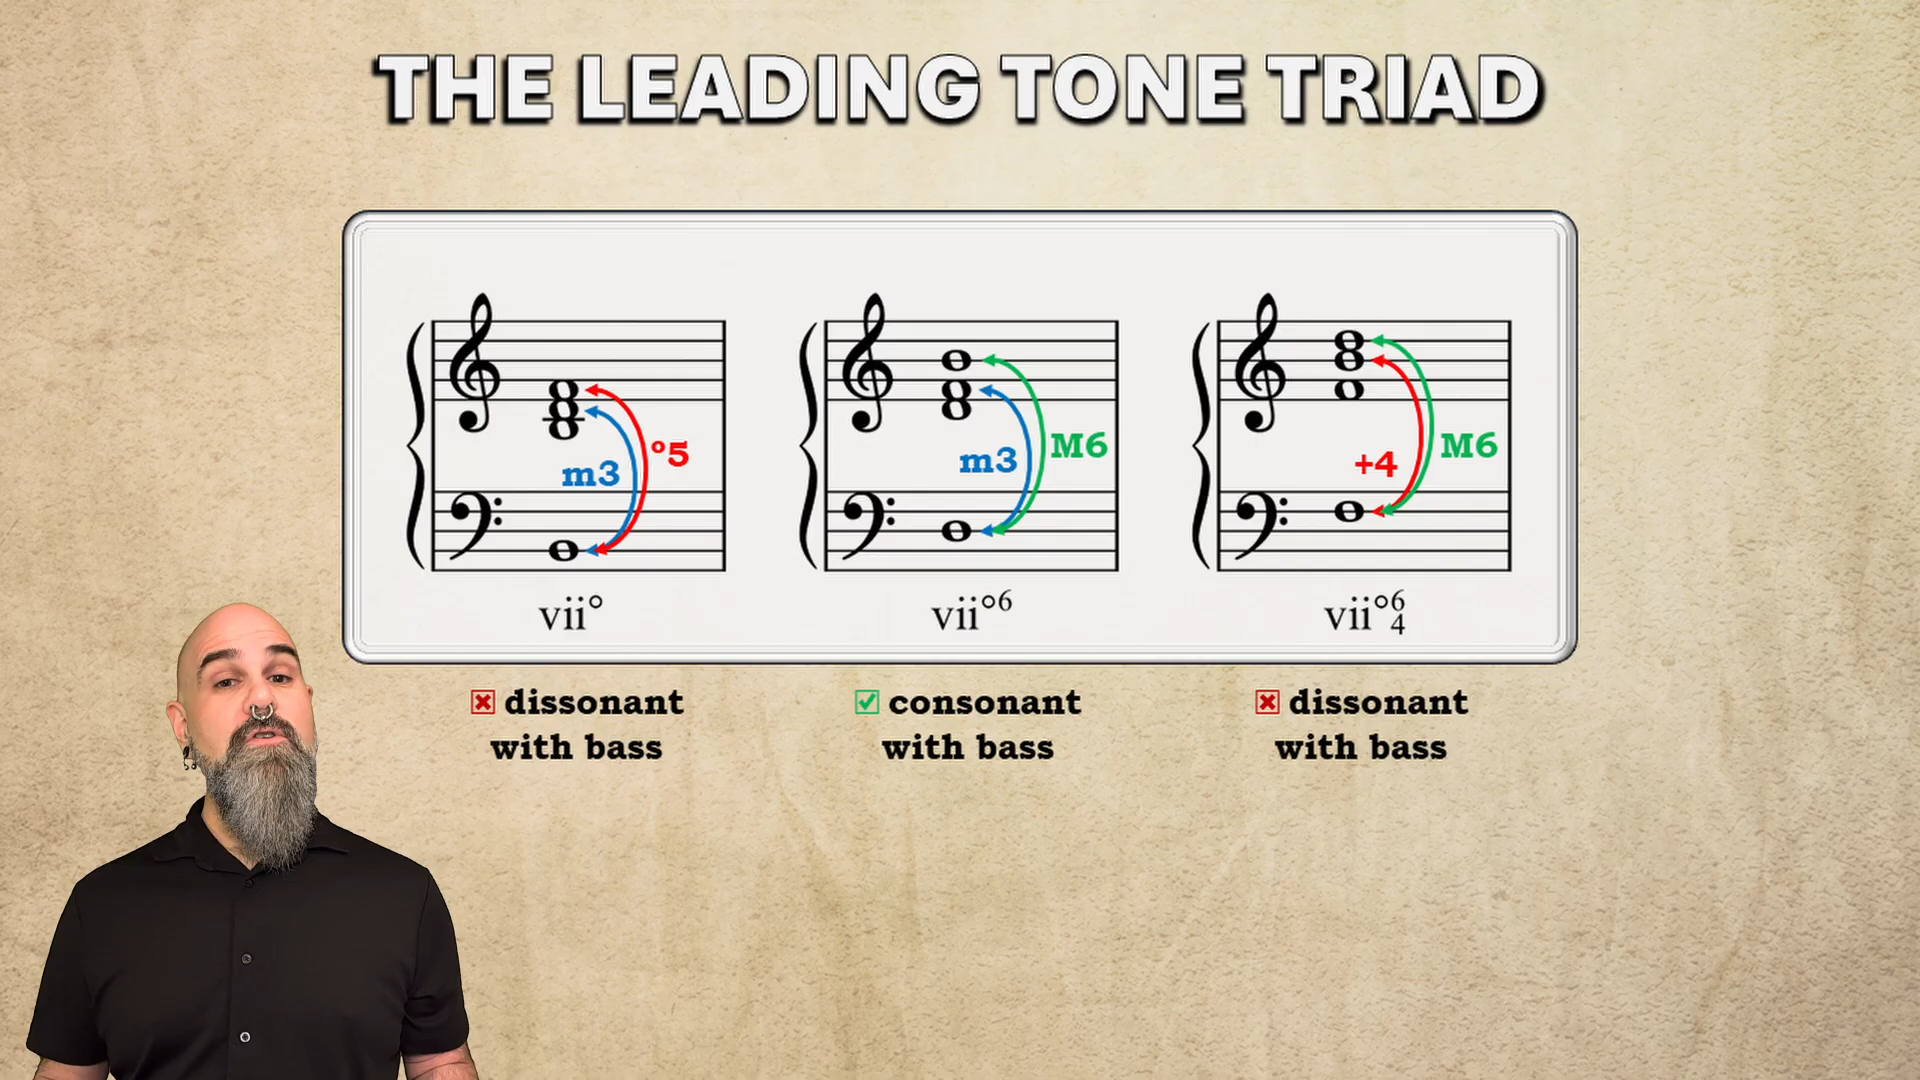 THE LEADING TONE TRIAD
m3 °5
m3 M6
+4 M6
vii°
vii°6
vii°6
4
dissonant
with bass
consonant
with bass
dissonant
with bass